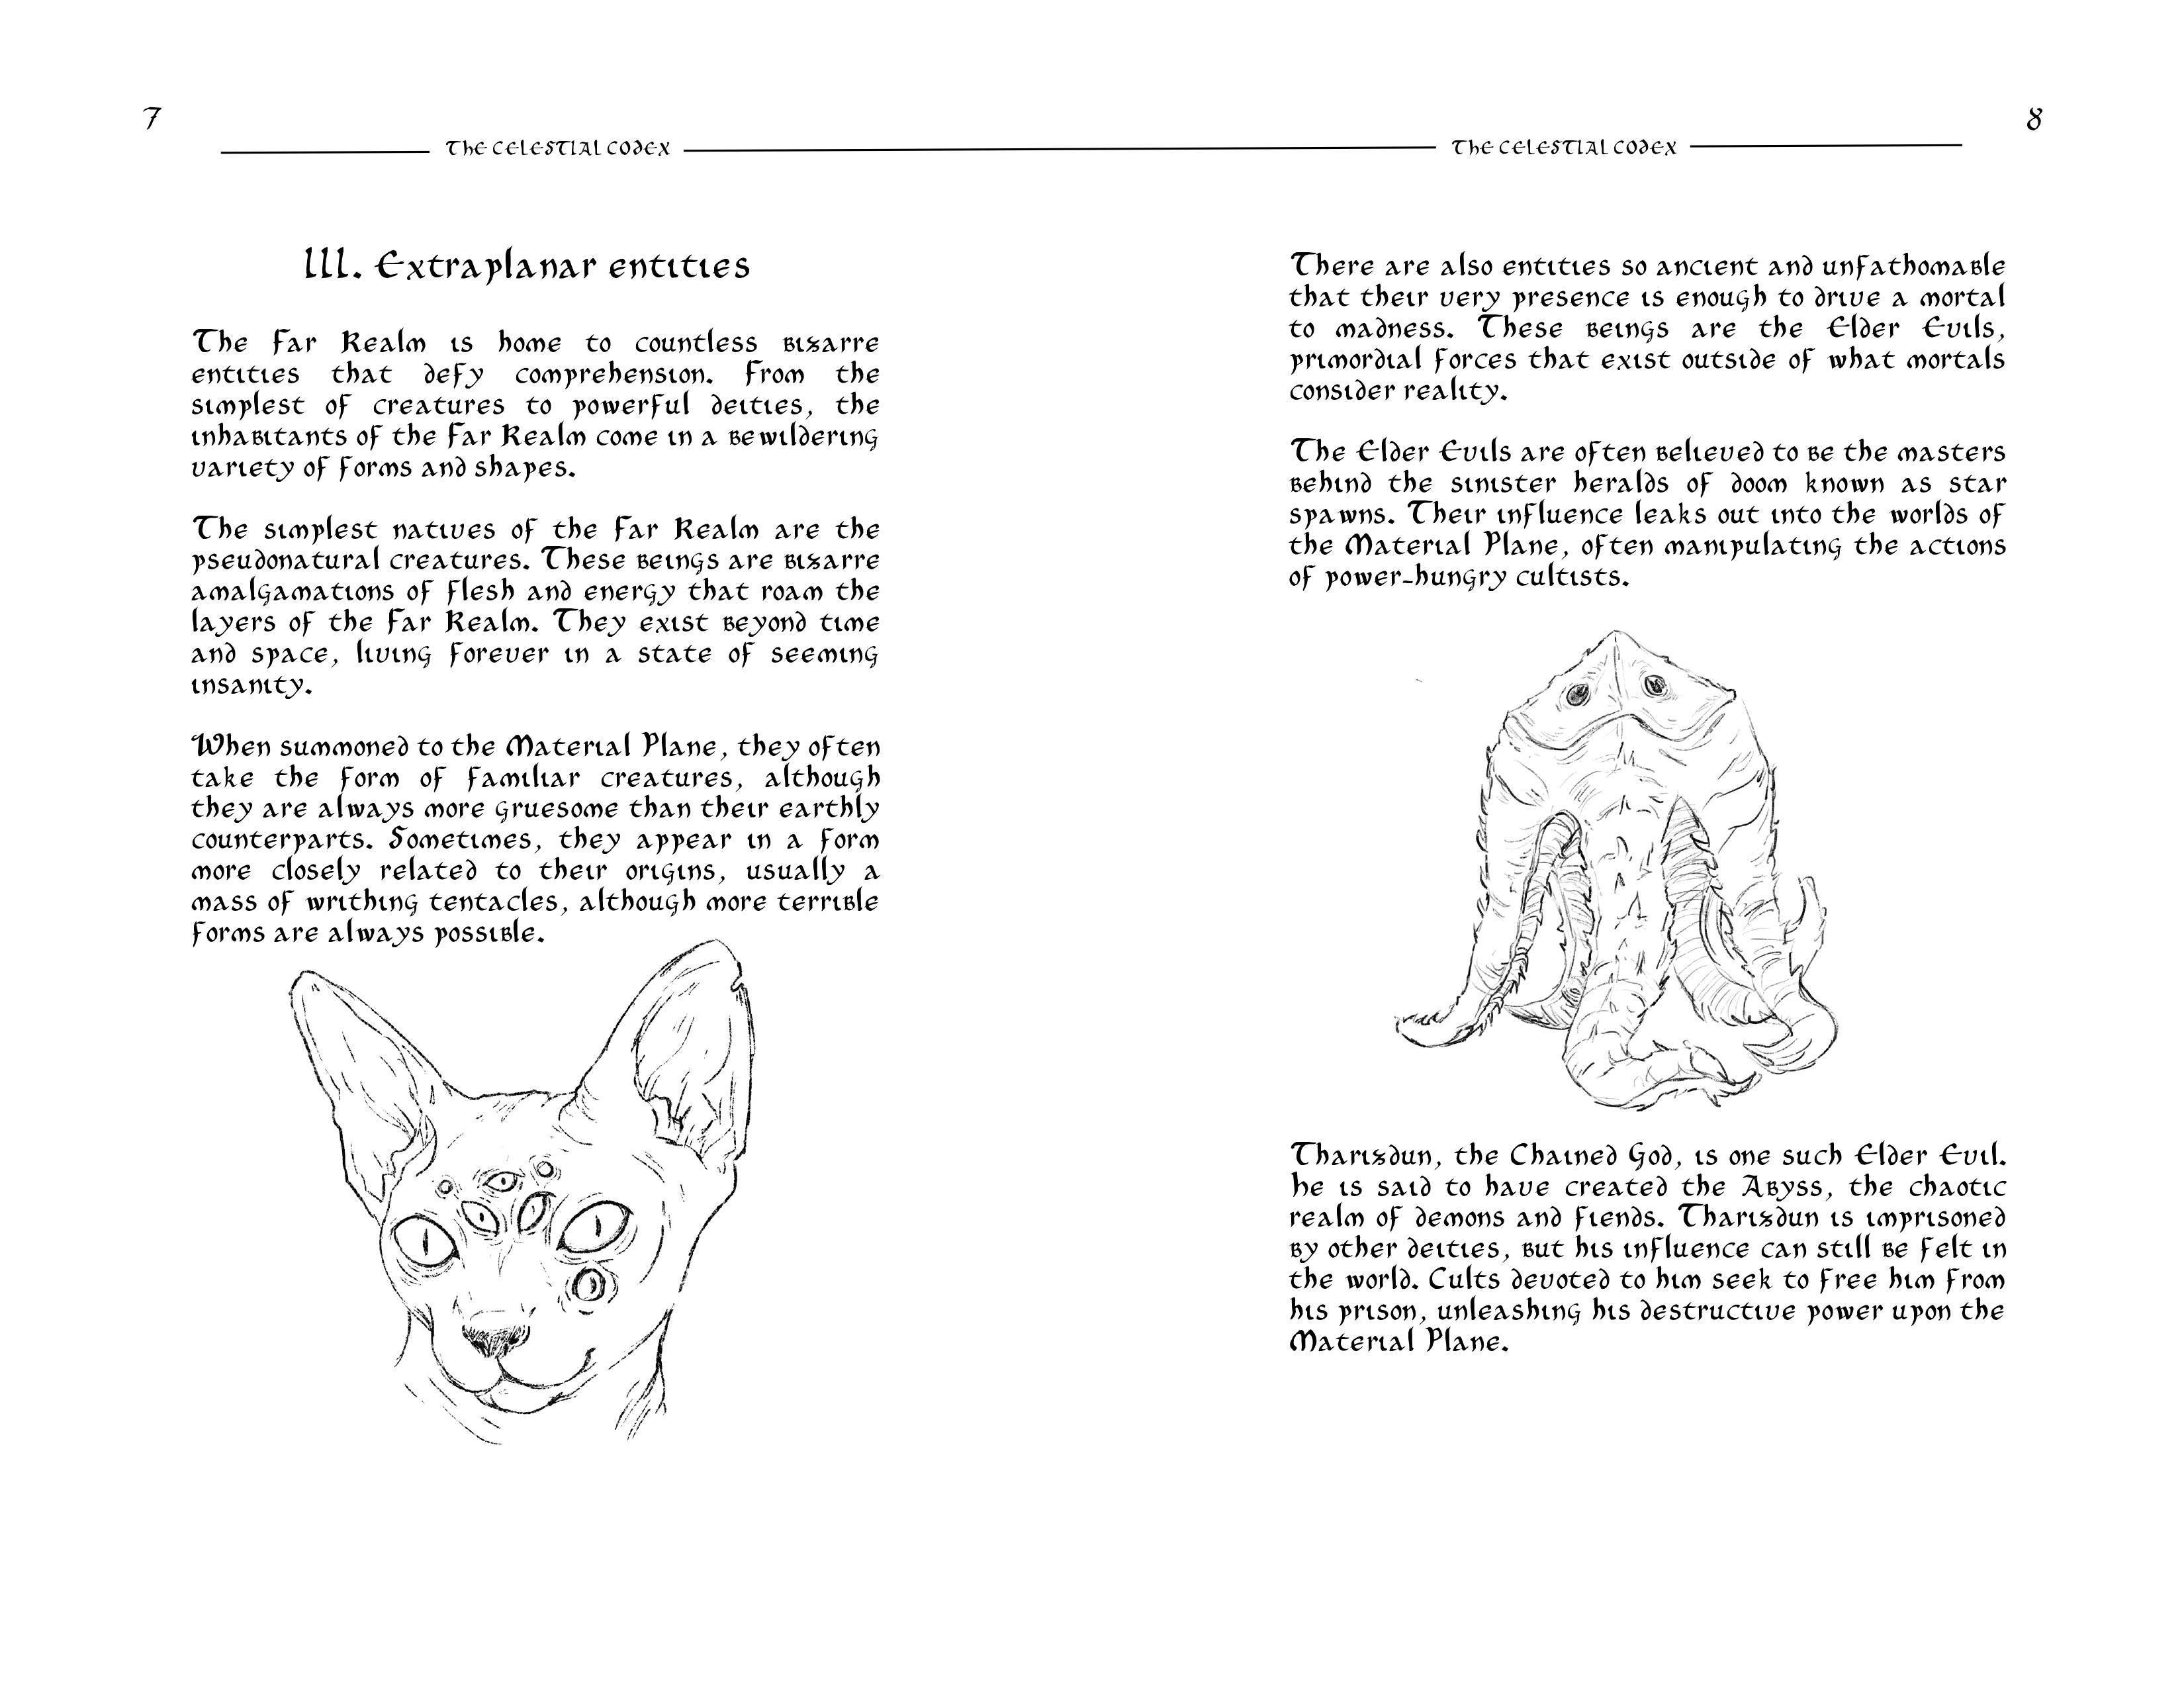 7
THE CELESTIAL CODEX
III. Extraplanar entities
The Far Realm is home to countless bizarre
entities that defy comprehension. From the
simplest of creatures to powerful deities, the
inhabitants of the Far Realm come in a bewildering
variety of forms and shapes.
The simplest natives of the Far Realm are the
pseudonatural creatures. These beings are bizarre
amalgamations of flesh and energy that roam the
layers of the Far Realm. They exist beyond time
and space, living forever in a state of seeming
insanity.
When summoned to the Material Plane, they often
take the form of familiar creatures, although
they are always more gruesome than their earthly
counterparts. Sometimes, they appear in a form
more closely related to their origins, usually a
mass of writhing tentacles, although more terrible
forms are always possible.
8
THE CELESTIAL CODEX
There are also entities so ancient and unfathomable
that their very presence is enough to drive a mortal
to madness. These beings are the Elder Evils,
primordial forces that exist outside of what mortals
consider reality.
The Elder Evils are often believed to be the masters
behind the sinister heralds of doom known as star
spawns. Their influence leaks out into the worlds of
the Material Plane, often manipulating the actions
of power-hungry cultists.
Tharizdun, the Chained God, is one such Elder Evil.
He is said to have created the Abyss, the chaotic
realm of demons and fiends. Tharizdun is imprisoned
by other deities, but his influence can still be felt in
the world. Cults devoted to him seek to free him from
his prison, unleashing his destructive power upon the
Material Plane.